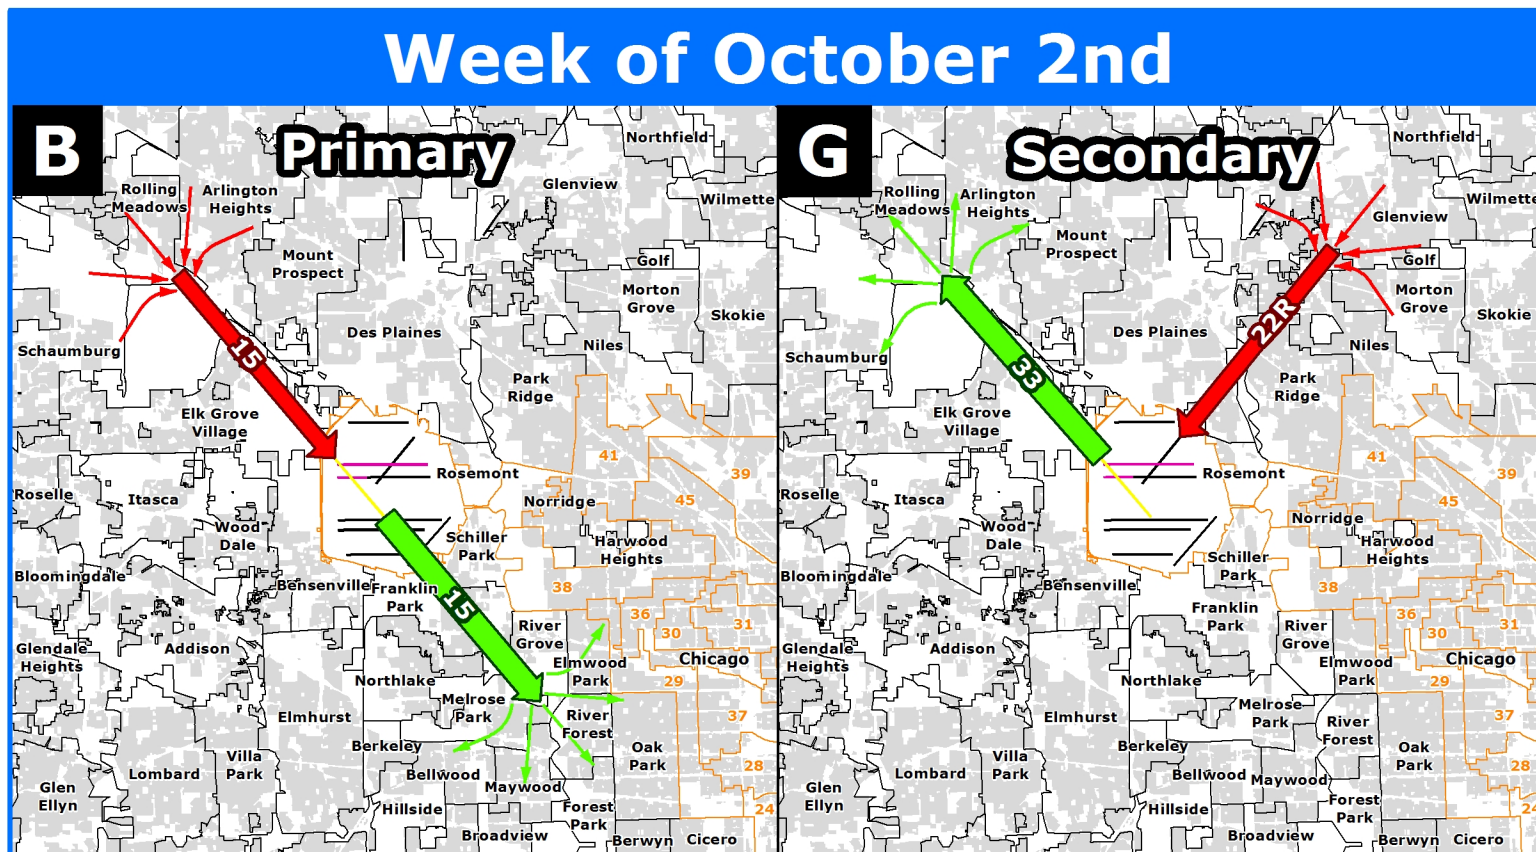 Week of October 2nd
B
Primary
Northfield
Rolling
Meadows
Arlington
Heights
Glenview
Wilmette
Mount
Prospect
Golf
Morton
Grove
Skokie
Des Plaines
Niles
Schaumburg
15
Park
Ridge
Elk Grove
Village
41
39
Rosemont
Roselle
Itasca
Norridge
45
Wood
Dale
Schiller
Park
Harwood
Heights
Bloomingdale
Bensenville
Franklin
Park
38
15
36
31
30
River
Grove
Glendale
Heights
Addison
Elmwood
Park
Chicago
Northlake
29
Melrose
Park
Elmhurst
River
Forest
37
Berkeley
Oak
Park
Villa
Park
Lombard
Bellwood
Maywood
28
Glen
Ellyn
Hillside
Forest
Park
24
Broadview
Berwyn
Cicero
G
Secondary
Northfield
Rolling
Meadows
Arlington
Heights
Glenview
Wilmette
Mount
Prospect
Golf
Morton
Grove
Skokie
22R
Des Plaines
Niles
Schaumburg
33
Park
Ridge
Elk Grove
Village
41
39
Rosemont
Roselle
Itasca
45
Norridge
Wood
Dale
Harwood
Heights
Schiller
Park
Bloomingdale
Bensenville
38
Franklin
Park
36
31
30
River
Grove
Glendale
Heights
Addison
Elmwood
Park
Chicago
Northlake
29
Melrose
Park
Elmhurst
River
Forest
37
Berkeley
Oak
Park
Villa
Park
Lombard
Bellwood
Maywood
28
Glen
Ellyn
Hillside
Forest
Park
24
Broadview
Berwyn
Cicero